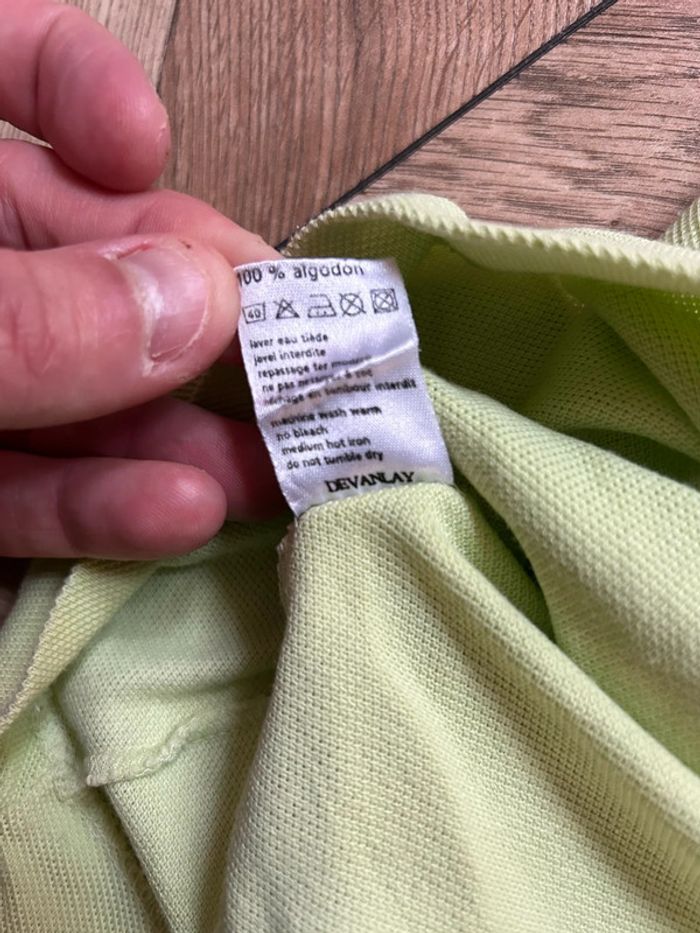 100 % algodon
40
laver eau tiède
javel interdite
repassage ter moyen
ne pas nettoyer à sec
séchage en tambour interdit
machine wash warm
no bleach
medium hot iron
do not tumble dry
DEVANLAY